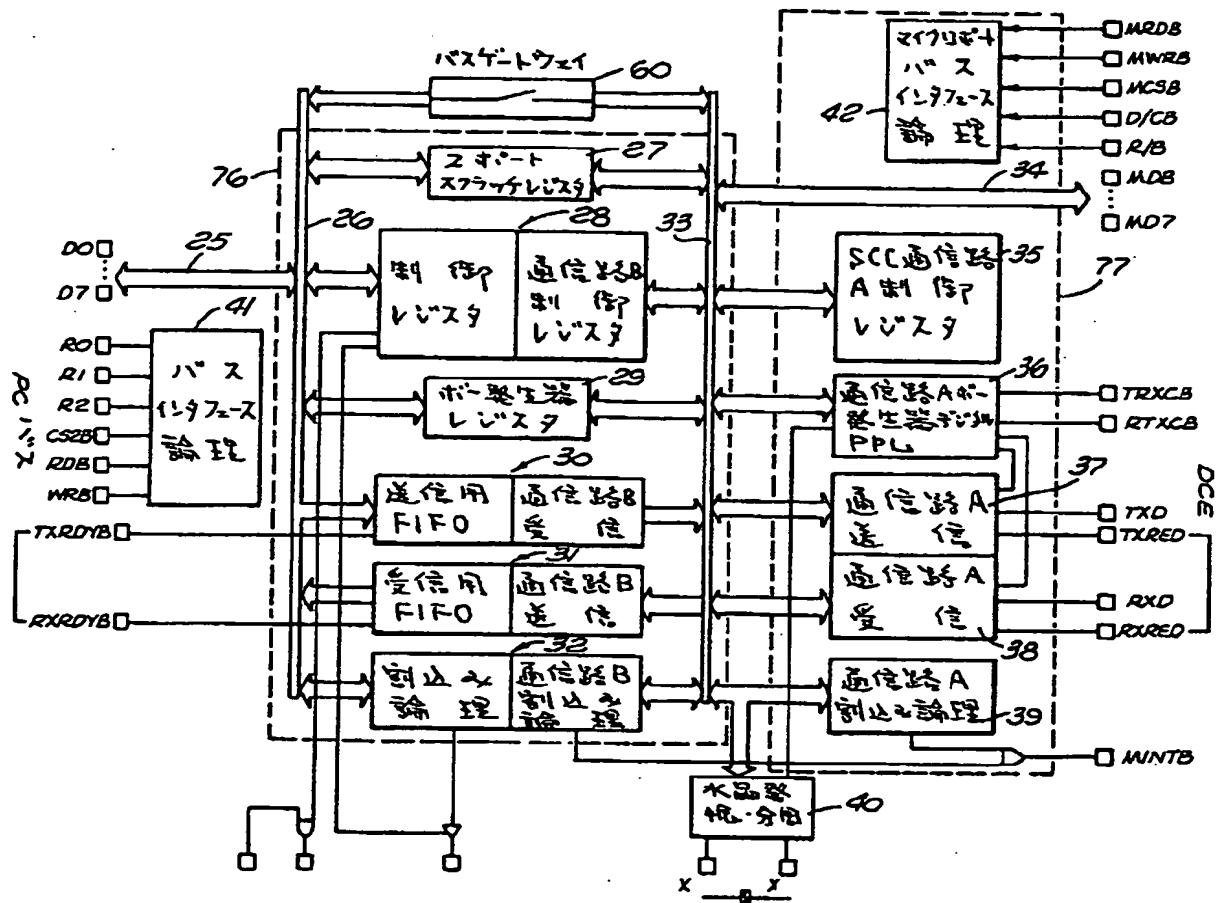 バスゲートウェイ
60
マイクロポート
バス
インタフェース
論理
42
MRDB
MWRB
MCSB
D/CB
R/B
MDB
MD7
34
76
2ポート
スクラッチレジスタ
27
26
33
28
制御
レジスタ
通信路B
制御
レジスタ
SCC通信路
A制御
レジスタ
35
77
D0
D7
25
41
R0
R1
R2
CS2B
RDB
WRB
PCバス
バス
インタフェース
論理
ボー発生器
レジスタ
29
通信路Aボー
発生器デジタル
PPL
36
TRXCB
RTXCB
30
送信用
FIFO
通信路B
受信
通信路A
送信
37
TXD
TXRED
DCE
TXRDYB
31
受信用
FIFO
通信路B
送信
通信路A
受信
38
RXD
RXRED
RXRDYB
32
割込み
論理
通信路B
割込み
論理
通信路A
割込み論理
39
MINTB
40
X
X